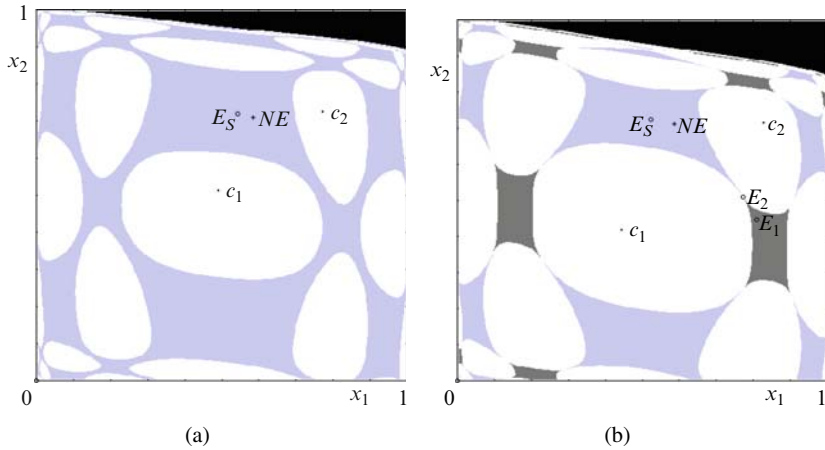 1
x₂
E_S NE
c₂
c₁
0
x₁
1
(a)
x₂
E_S NE
c₂
E₂
c₁
E₁
0
x₁
1
(b)